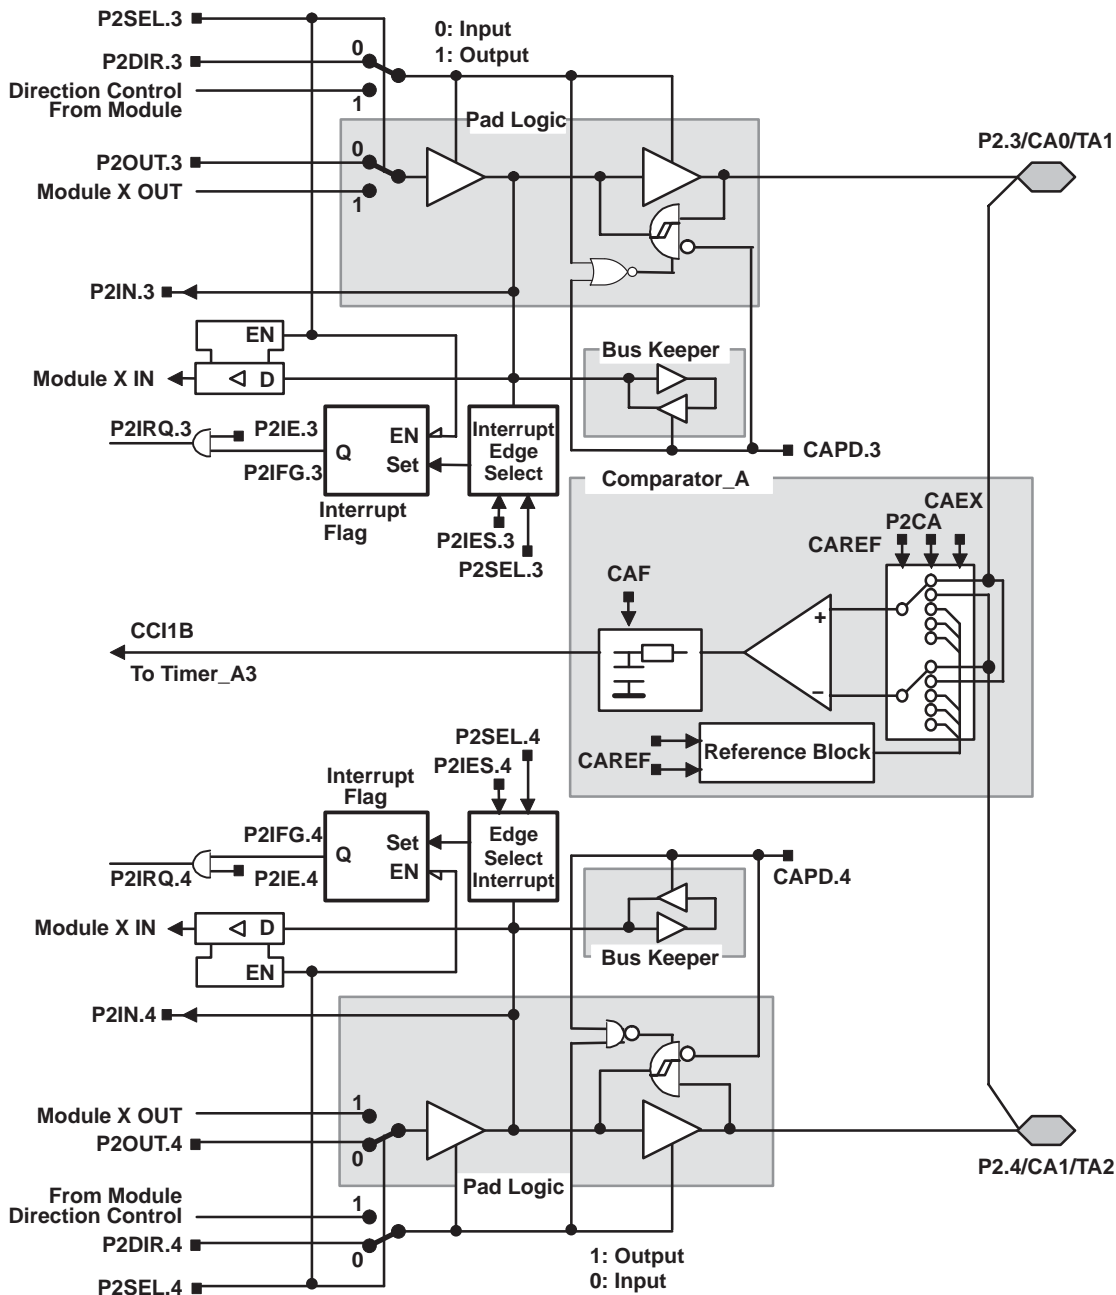 P2SEL.3
P2DIR.3
Direction Control
From Module
P2OUT.3
Module X OUT
P2IN.3
0
1
0
1
0: Input
1: Output
Pad Logic
P2.3/CA0/TA1
EN
D
Module X IN
P2IRQ.3
P2IE.3
P2IFG.3
Q
EN
Set
Interrupt
Flag
Interrupt
Edge
Select
P2IES.3
P2SEL.3
Bus Keeper
CAPD.3
Comparator_A
CAREF
P2CA
CAEX
CAF
+
−
CCI1B
To Timer_A3
CAREF
Reference Block
P2SEL.4
P2IES.4
Interrupt
Flag
P2IFG.4
P2IRQ.4
P2IE.4
Q
Set
EN
Edge
Select
Interrupt
CAPD.4
Module X IN
D
EN
Bus Keeper
P2IN.4
Module X OUT
P2OUT.4
1
0
Pad Logic
P2.4/CA1/TA2
From Module
Direction Control
P2DIR.4
P2SEL.4
1
0
1: Output
0: Input